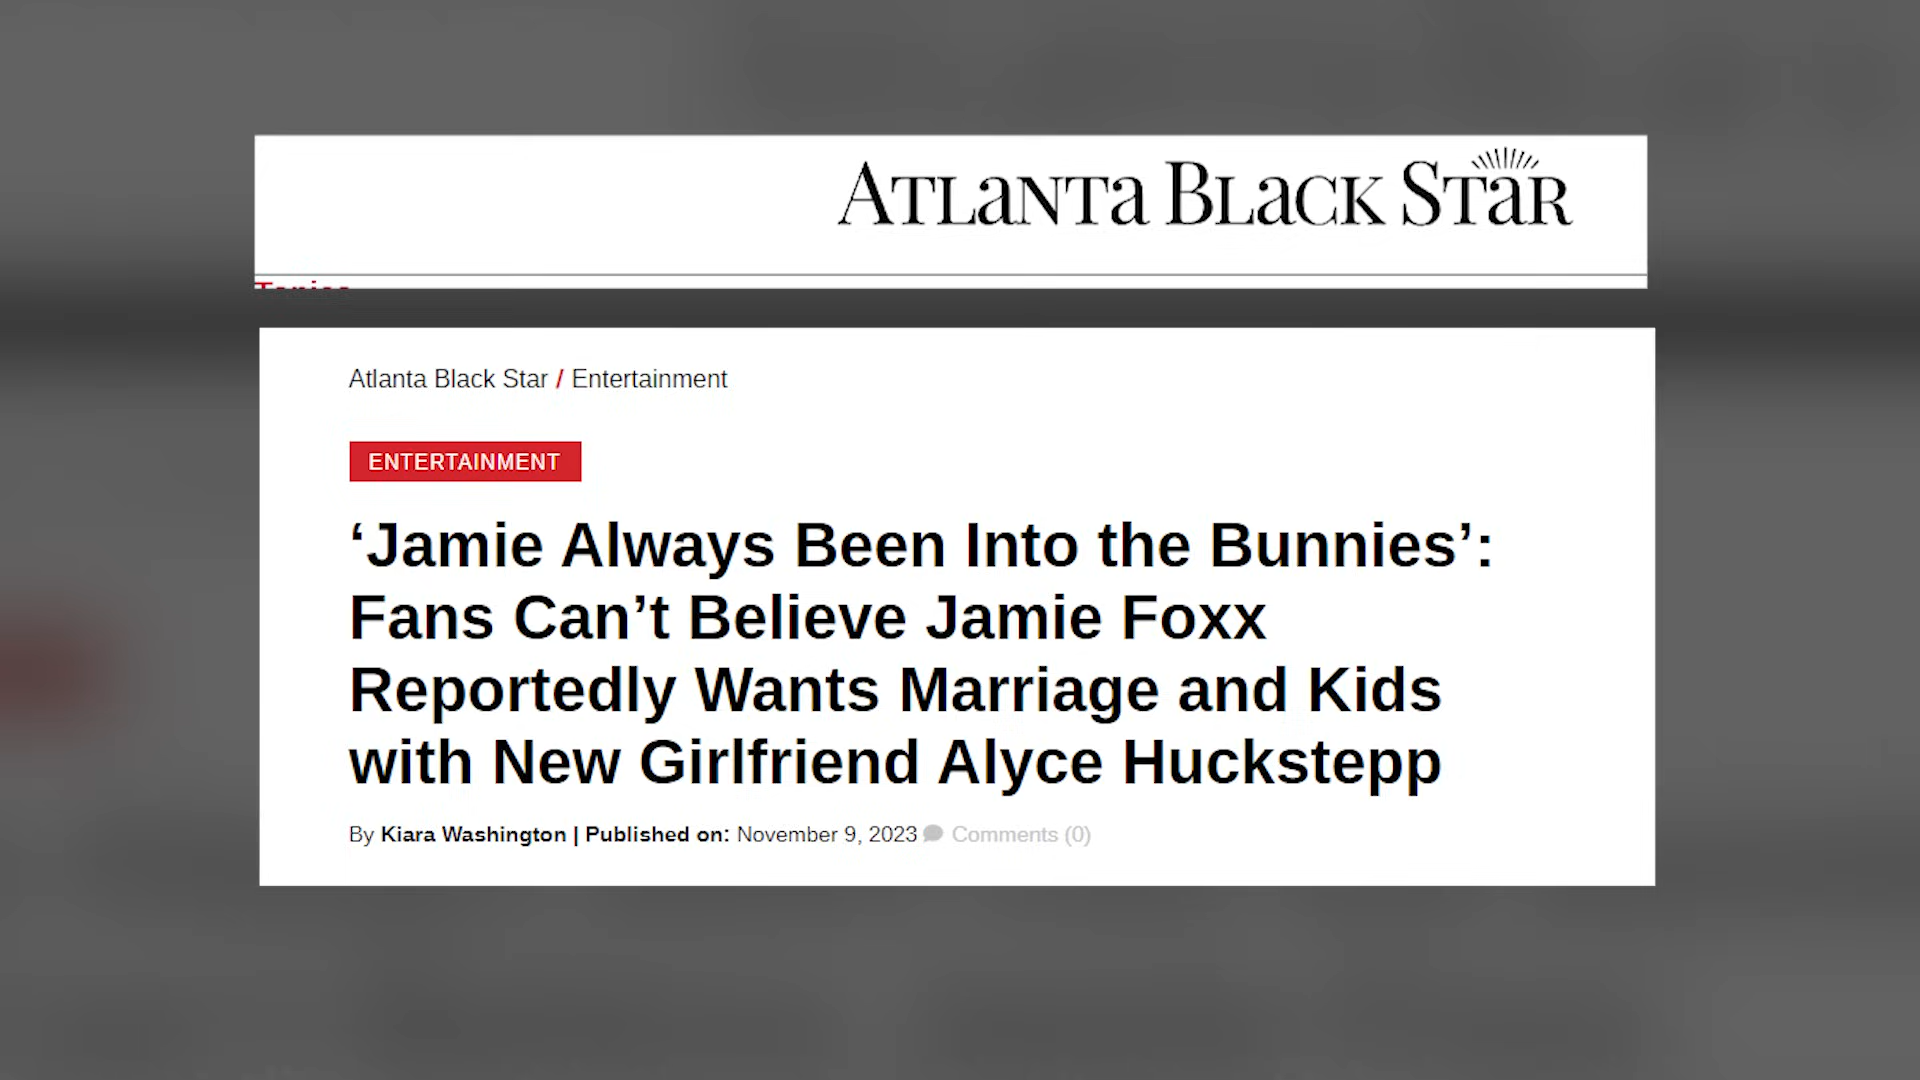 ATLANTA BLACK STAR
Topics
Atlanta Black Star / Entertainment
ENTERTAINMENT
‘Jamie Always Been Into the Bunnies’:
Fans Can’t Believe Jamie Foxx
Reportedly Wants Marriage and Kids
with New Girlfriend Alyce Huckstepp
By Kiara Washington | Published on: November 9, 2023 Comments (0)